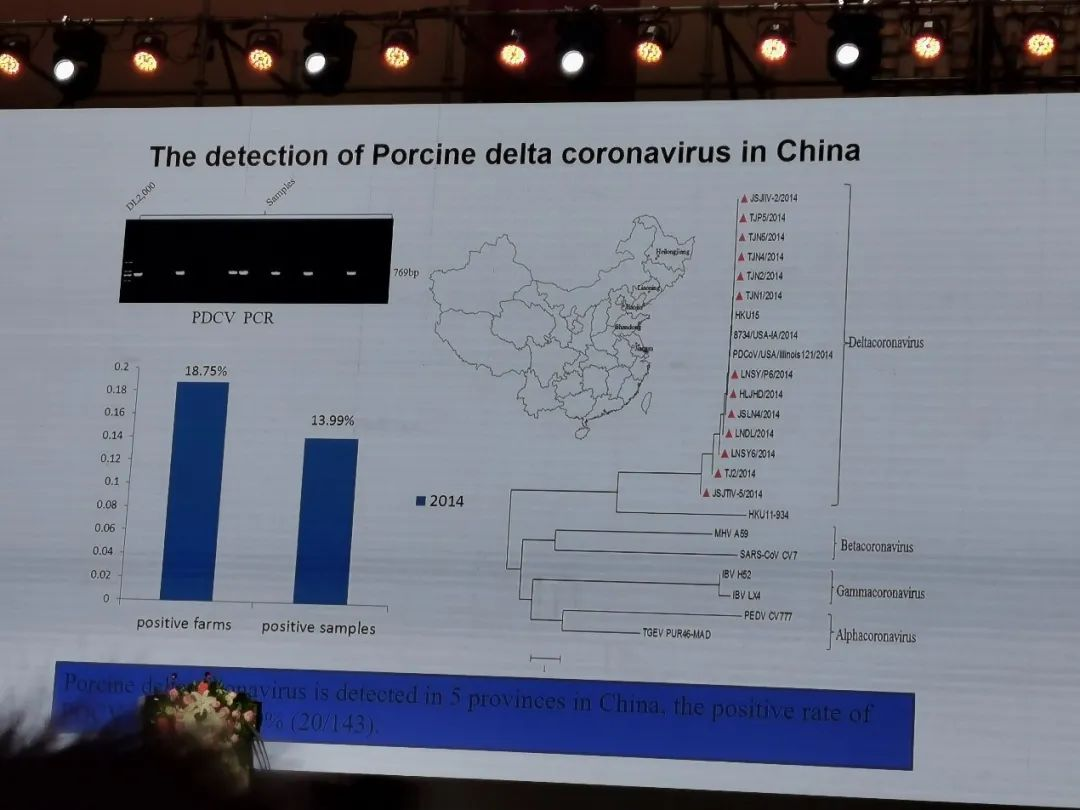 The detection of Porcine delta coronavirus in China
DL2,000
Samples
769bp
PDCV PCR
0.2
0.18
0.16
0.14
0.12
0.1
0.08
0.06
0.04
0.02
0
18.75%
13.99%
positive farms
positive samples
2014
Heilongjiang
Liaoning
Shandong
JSJIIV-2/2014
TJP5/2014
TJN5/2014
TJN4/2014
TJN2/2014
TJN1/2014
HKU15
8734/USA-IA/2014
PDCoV/USA/Illinois121/2014
LNSY/P6/2014
HLJHD/2014
JSLN4/2014
LNDL/2014
LNSY6/2014
TJ2/2014
JSJTIV-5/2014
HKU11-934
MHV A59
SARS-CoV CV7
IBV H52
IBV LX4
PEDV CV777
TGEV PUR46-MAD
Deltacoronavirus
Betacoronavirus
Gammacoronavirus
Alphacoronavirus
1
Porcine navirus is detected in 5 provinces in China, the positive rate of
% (20/143).